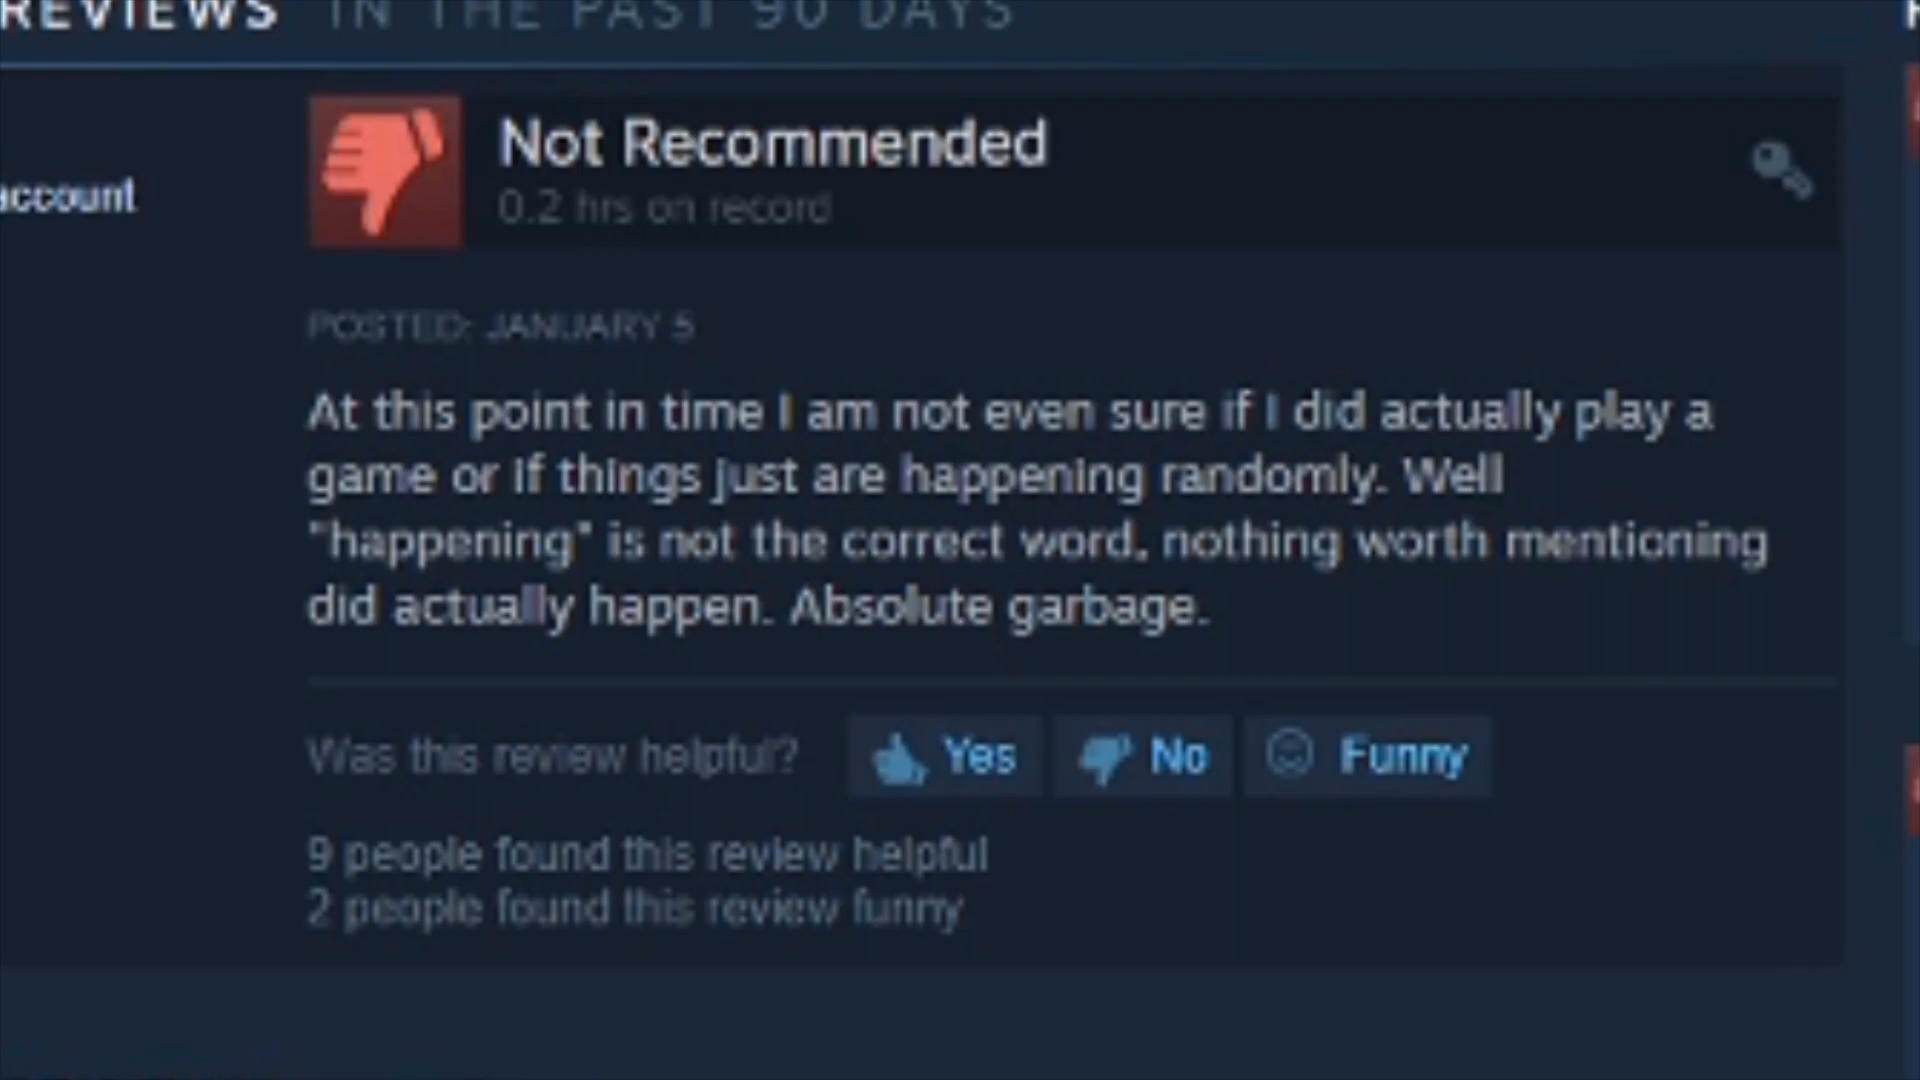 REVIEWS IN THE PAST 90 DAYS
Not Recommended
0.2 hrs on record
account
POSTED: JANUARY 5
At this point in time I am not even sure if I did actually play a
game or if things just are happening randomly. Well
"happening" is not the correct word, nothing worth mentioning
did actually happen. Absolute garbage.
Was this review helpful? Yes No Funny
9 people found this review helpful
2 people found this review funny